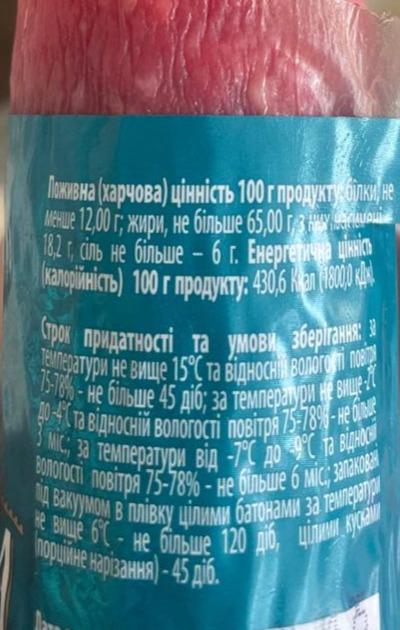 Поживна (харчова) цінність 100 г продукту: білки, не
менше 12,00 г; жири, не більше 65,00 г, з них насичені
18,2 г, сіль не більше – 6 г. Енергетична цінність
(калорійність) 100 г продукту: 430,6 Ккал (1800,0 кДж).
Строк придатності та умови зберігання: за
температури не вище 15°С та відносній вологості повітря
75-78% - не більше 45 діб; за температури не вище -2°С
до -4°С та відносній вологості повітря 75-78% - не більше
3 міс.; за температури від -7°С до -9°С та відносній
вологості повітря 75-78% - не більше 6 міс.; запаковані
під вакуумом в плівку цілими батонами за температури
не вище 6°С - не більше 120 діб, цілими кусками
(порційне нарізання) - 45 діб.